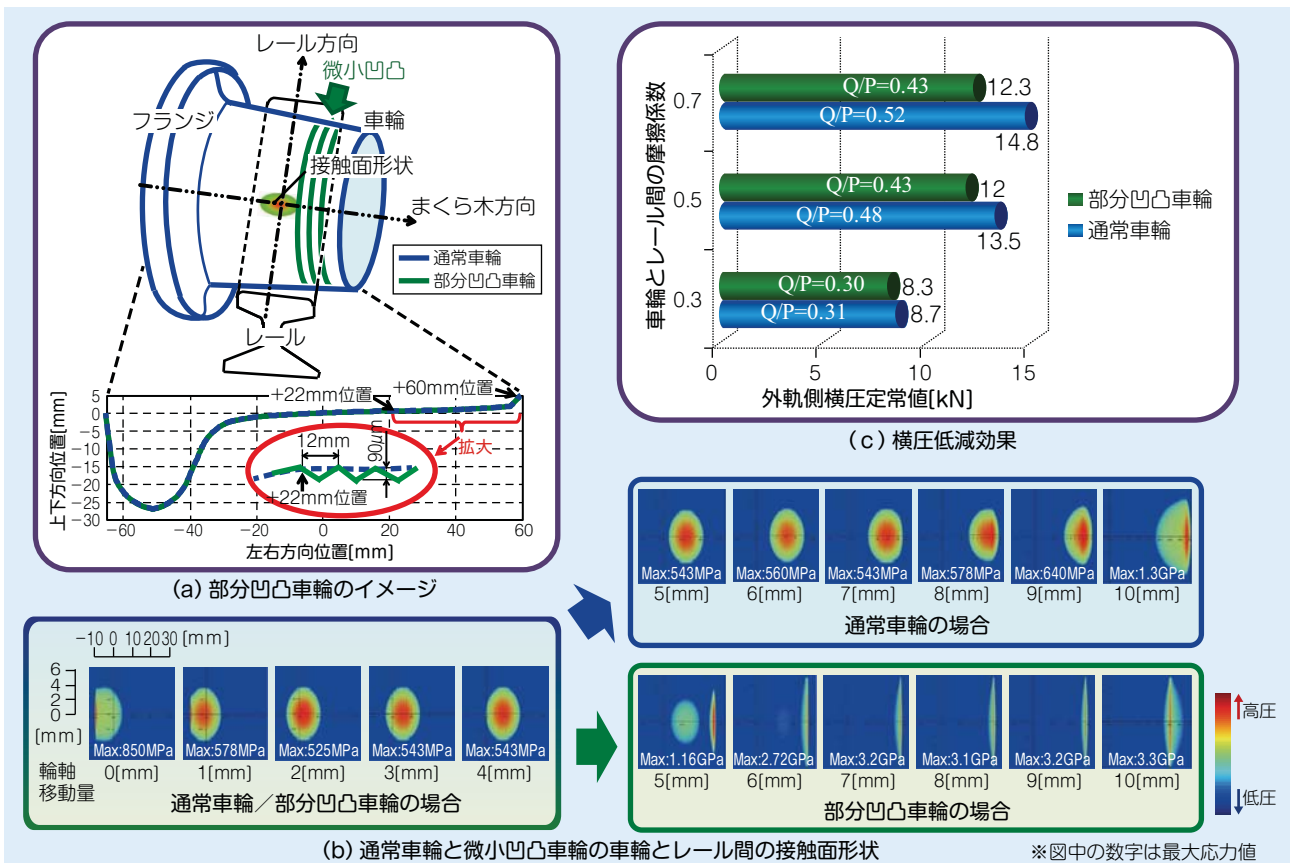 レール方向
微小凹凸
フランジ
車輪
接触面形状
まくら木方向
通常車輪
部分凹凸車輪
レール
+22mm位置
+60mm位置
拡大
12mm
90μm
+22mm位置
上下方向位置[mm]
5
0
−5
−10
−15
−20
−25
−30
−60
−40
−20
0
20
40
60
左右方向位置[mm]
(a) 部分凹凸車輪のイメージ
車輪とレール間の摩擦係数
0.7
Q/P=0.43
12.3
Q/P=0.52
14.8
0.5
Q/P=0.43
12
Q/P=0.48
13.5
0.3
Q/P=0.30
8.3
Q/P=0.31
8.7
0
5
10
15
外軌側横圧定常値[kN]
部分凹凸車輪
通常車輪
(c) 横圧低減効果
−10 0 10 20 30 [mm]
6
4
2
0
[mm]
Max:850MPa
Max:578MPa
Max:525MPa
Max:543MPa
Max:543MPa
輪軸
移動量
0[mm]
1[mm]
2[mm]
3[mm]
4[mm]
通常車輪／部分凹凸車輪の場合
Max:543MPa
Max:560MPa
Max:543MPa
Max:578MPa
Max:640MPa
Max:1.3GPa
5[mm]
6[mm]
7[mm]
8[mm]
9[mm]
10[mm]
通常車輪の場合
Max:1.16GPa
Max:2.72GPa
Max:3.2GPa
Max:3.1GPa
Max:3.2GPa
Max:3.3GPa
5[mm]
6[mm]
7[mm]
8[mm]
9[mm]
10[mm]
部分凹凸車輪の場合
高圧
低圧
(b) 通常車輪と微小凹凸車輪の車輪とレール間の接触面形状
※図中の数字は最大応力値